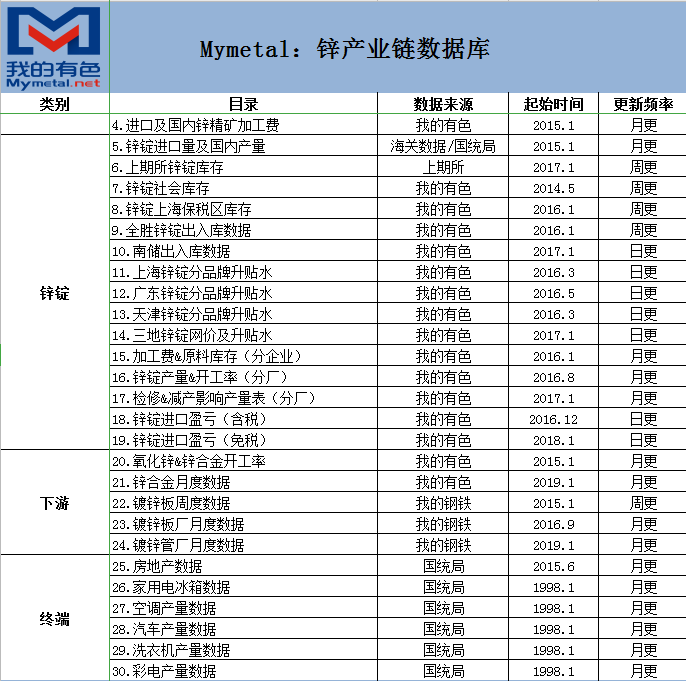 我的有色
Mymetal.net
Mymetal：锌产业链数据库
类别 目录 数据来源 起始时间 更新频率
4.进口及国内锌精矿加工费 我的有色 2015.1 月更
5.锌锭进口量及国内产量 海关数据/国统局 2015.1 月更
6.上期所锌锭库存 上期所 2017.1 周更
7.锌锭社会库存 我的有色 2014.5 周更
8.锌锭上海保税区库存 我的有色 2016.1 周更
9.全胜锌锭出入库数据 我的有色 2016.1 周更
10.南储出入库数据 我的有色 2017.1 日更
11.上海锌锭分品牌升贴水 我的有色 2016.3 日更
锌锭 12.广东锌锭分品牌升贴水 我的有色 2016.5 日更
13.天津锌锭分品牌升贴水 我的有色 2016.3 日更
14.三地锌锭网价及升贴水 我的有色 2017.1 日更
15.加工费&原料库存（分企业） 我的有色 2016.1 月更
16.锌锭产量&开工率（分厂） 我的有色 2016.8 月更
17.检修&减产影响产量表（分厂） 我的有色 2017.1 月更
18.锌锭进口盈亏（含税） 我的有色 2016.12 日更
19.锌锭进口盈亏（免税） 我的有色 2018.1 日更
20.氧化锌&锌合金开工率 我的有色 2015.1 月更
21.锌合金月度数据 我的有色 2019.1 月更
下游 22.镀锌板周度数据 我的钢铁 2015.1 周更
23.镀锌板厂月度数据 我的钢铁 2016.9 月更
24.镀锌管厂月度数据 我的钢铁 2019.1 月更
25.房地产数据 国统局 2015.6 月更
26.家用电冰箱数据 国统局 1998.1 月更
27.空调产量数据 国统局 1998.1 月更
终端 28.汽车产量数据 国统局 1998.1 月更
29.洗衣机产量数据 国统局 1998.1 月更
30.彩电产量数据 国统局 1998.1 月更